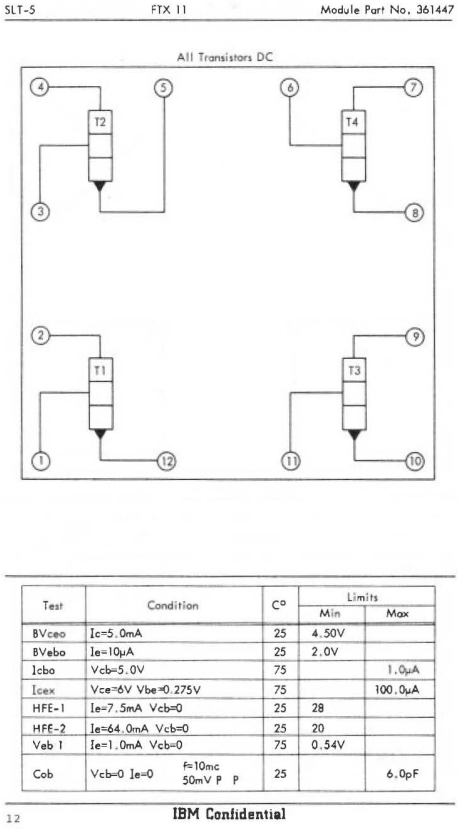 SLT-5 FTX 11 Module Part No. 361447
All Transistors DC
4 5 6 7
T2 T4
3 8
2 9
T1 T3
1 12 11 10
Test Condition C° Limits
Min Max
BVceo Ic=5.0mA 25 4.50V
BVebo Ie=10μA 25 2.0V
Icbo Vcb=5.0V 75 1.0μA
Icex Vce=6V Vbe=0.275V 75 100.0μA
HFE-1 Ie=7.5mA Vcb=0 25 28
HFE-2 Ie=64.0mA Vcb=0 25 20
Veb 1 Ie=1.0mA Vcb=0 75 0.54V
Cob Vcb=0 Ie=0 f=10mc 25 6.0pF
50mV P P
12 IBM Confidential